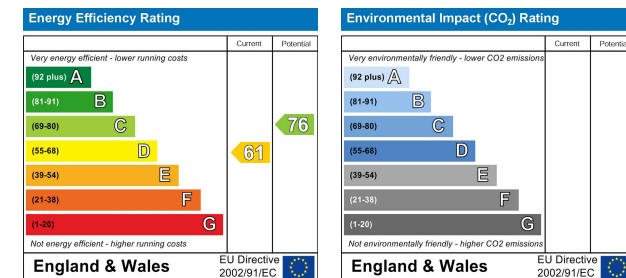 Energy Efficiency Rating
Current Potential
Very energy efficient - lower running costs
(92 plus) A
(81-91) B
(69-80) C
76
(55-68) D
61
(39-54) E
(21-38) F
(1-20) G
Not energy efficient - higher running costs
England & Wales
EU Directive
2002/91/EC
Environmental Impact (CO2) Rating
Current Potential
Very environmentally friendly - lower CO2 emissions
(92 plus) A
(81-91) B
(69-80) C
(55-68) D
(39-54) E
(21-38) F
(1-20) G
Not environmentally friendly - higher CO2 emissions
England & Wales
EU Directive
2002/91/EC